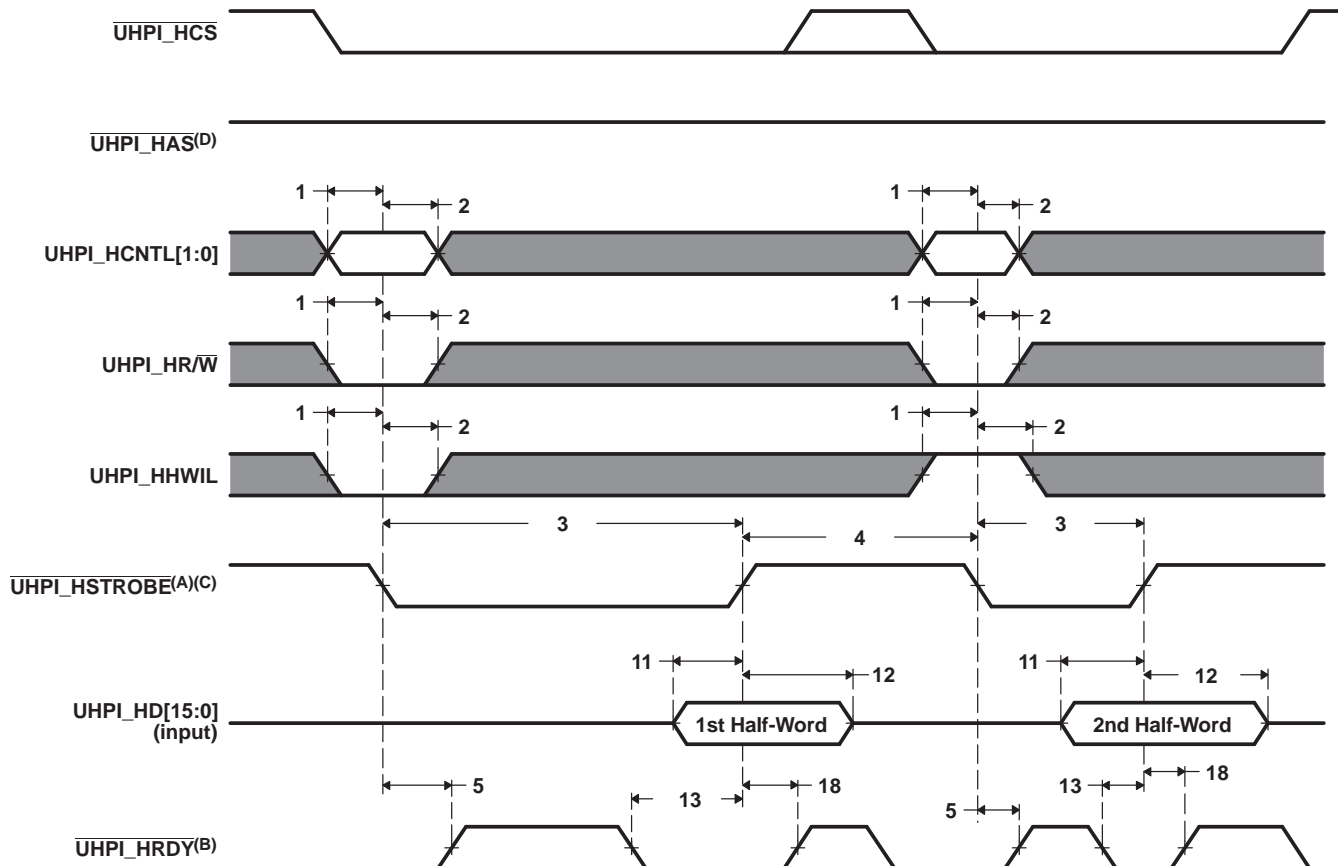 UHPI_HCS
UHPI_HAS(D)
1
2
1
2
UHPI_HCNTL[1:0]
1
2
1
2
UHPI_HR/W
1
2
1
2
UHPI_HHWIL
3
4
3
UHPI_HSTROBE(A)(C)
11
12
11
12
UHPI_HD[15:0]
(input)
1st Half-Word
2nd Half-Word
5
13
18
5
13
18
UHPI_HRDY(B)